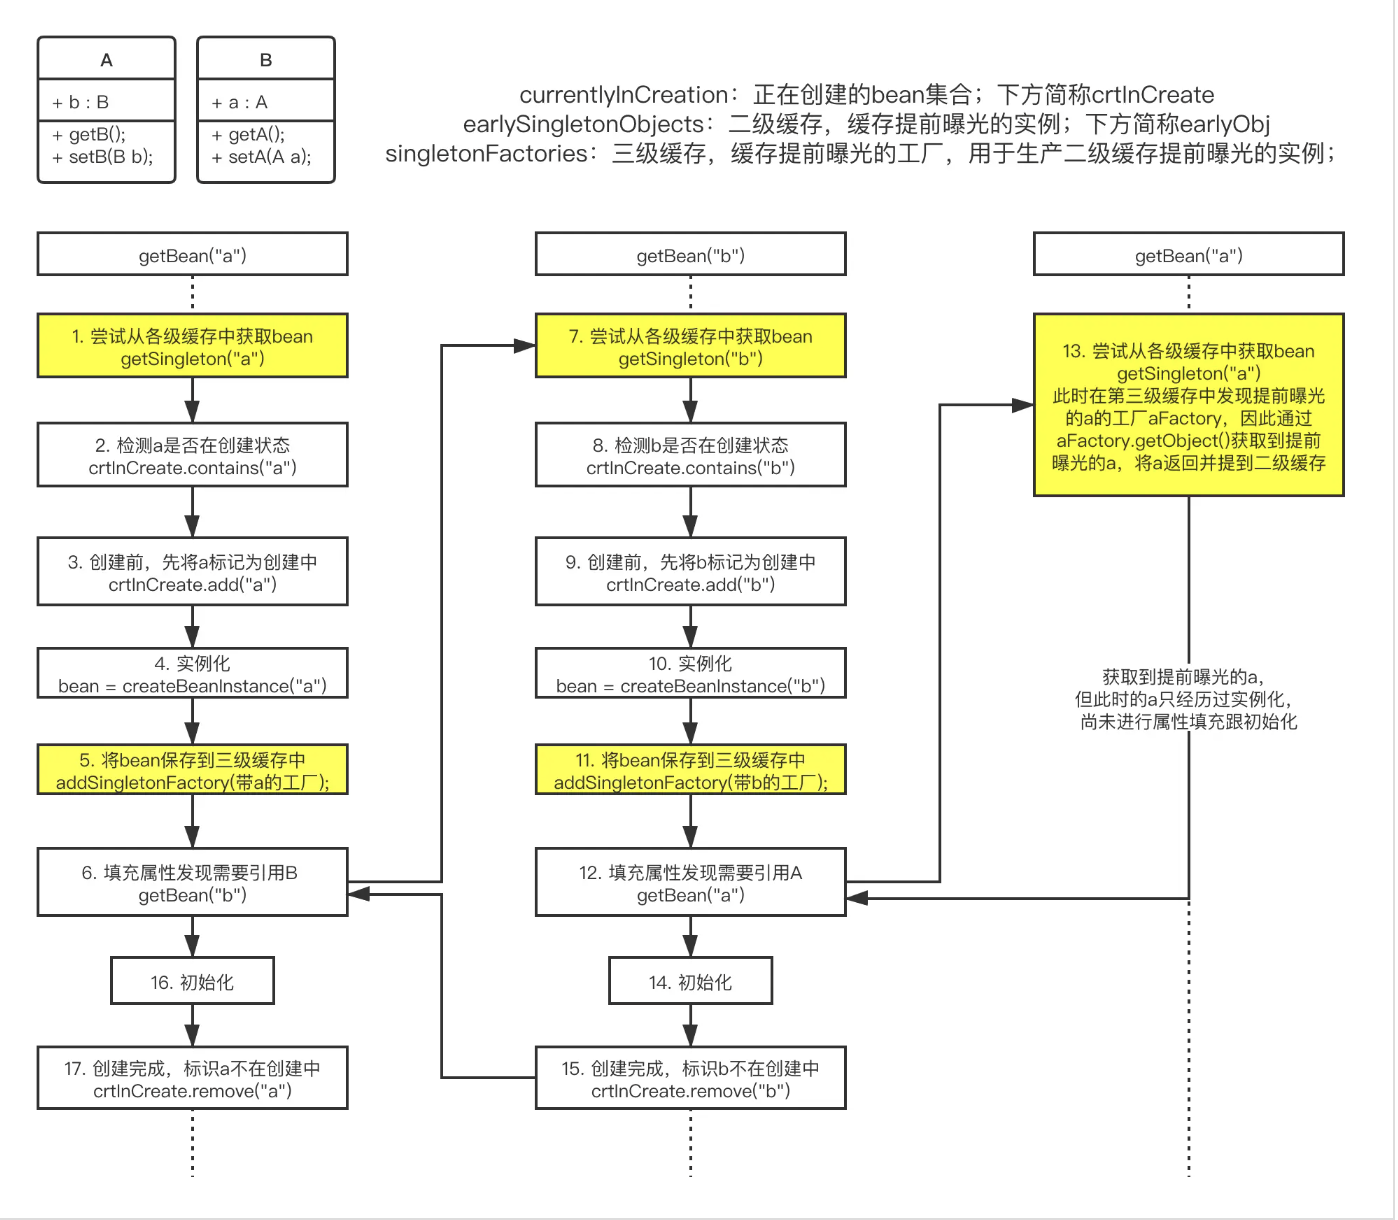 A
+ b : B
+ getB();
+ setB(B b);
B
+ a : A
+ getA();
+ setA(A a);
currentlyInCreation：正在创建的bean集合；下方简称crtInCreate
earlySingletonObjects：二级缓存，缓存提前曝光的实例；下方简称earlyObj
singletonFactories：三级缓存，缓存提前曝光的工厂，用于生产二级缓存提前曝光的实例；
getBean("a")
1. 尝试从各级缓存中获取bean
getSingleton("a")
2. 检测a是否在创建状态
crtInCreate.contains("a")
3. 创建前，先将a标记为创建中
crtInCreate.add("a")
4. 实例化
bean = createBeanInstance("a")
5. 将bean保存到三级缓存中
addSingletonFactory(带a的工厂);
6. 填充属性发现需要引用B
getBean("b")
16. 初始化
17. 创建完成，标识a不在创建中
crtInCreate.remove("a")
getBean("b")
7. 尝试从各级缓存中获取bean
getSingleton("b")
8. 检测b是否在创建状态
crtInCreate.contains("b")
9. 创建前，先将b标记为创建中
crtInCreate.add("b")
10. 实例化
bean = createBeanInstance("b")
11. 将bean保存到三级缓存中
addSingletonFactory(带b的工厂);
12. 填充属性发现需要引用A
getBean("a")
14. 初始化
15. 创建完成，标识b不在创建中
crtInCreate.remove("b")
getBean("a")
13. 尝试从各级缓存中获取bean
getSingleton("a")
此时在第三级缓存中发现提前曝光
的a的工厂aFactory，因此通过
aFactory.getObject()获取到提前
曝光的a，将a返回并提到二级缓存
获取到提前曝光的a，
但此时的a只经历过实例化，
尚未进行属性填充跟初始化